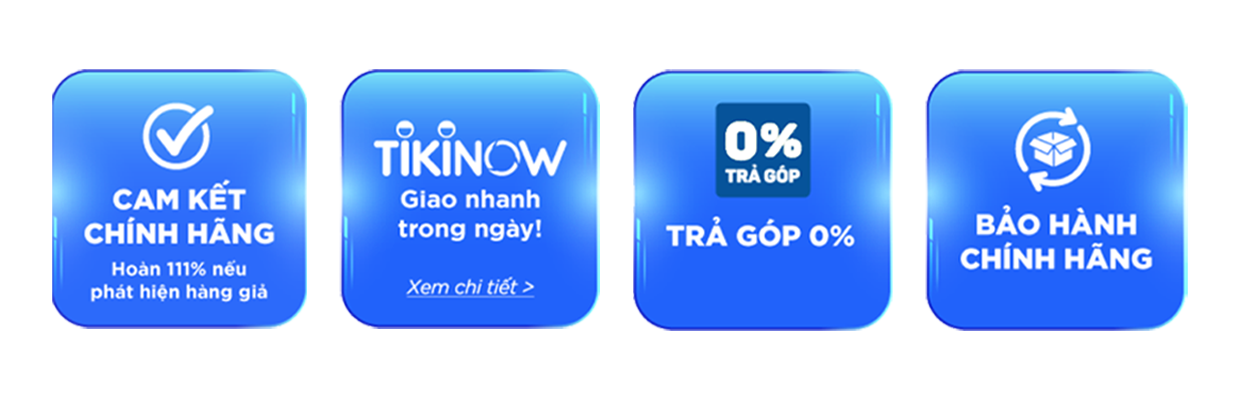 CAM KẾT
CHÍNH HÃNG
Hoàn 111% nếu
phát hiện hàng giả
TIKINOW
Giao nhanh
trong ngày!
Xem chi tiết >
0%
TRẢ GÓP
TRẢ GÓP 0%
BẢO HÀNH
CHÍNH HÃNG